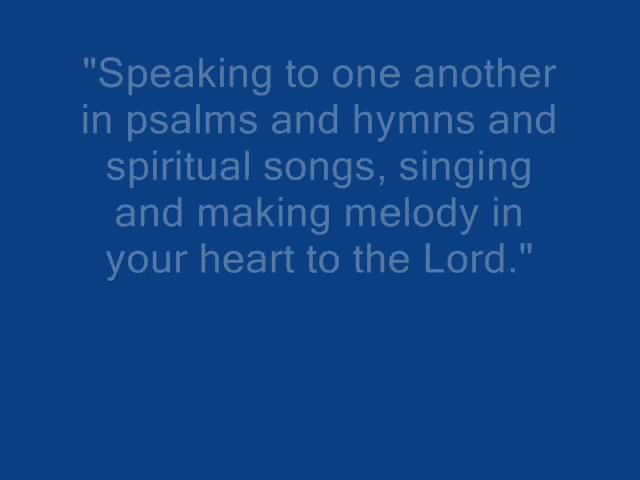 "Speaking to one another
in psalms and hymns and
spiritual songs, singing
and making melody in
your heart to the Lord."